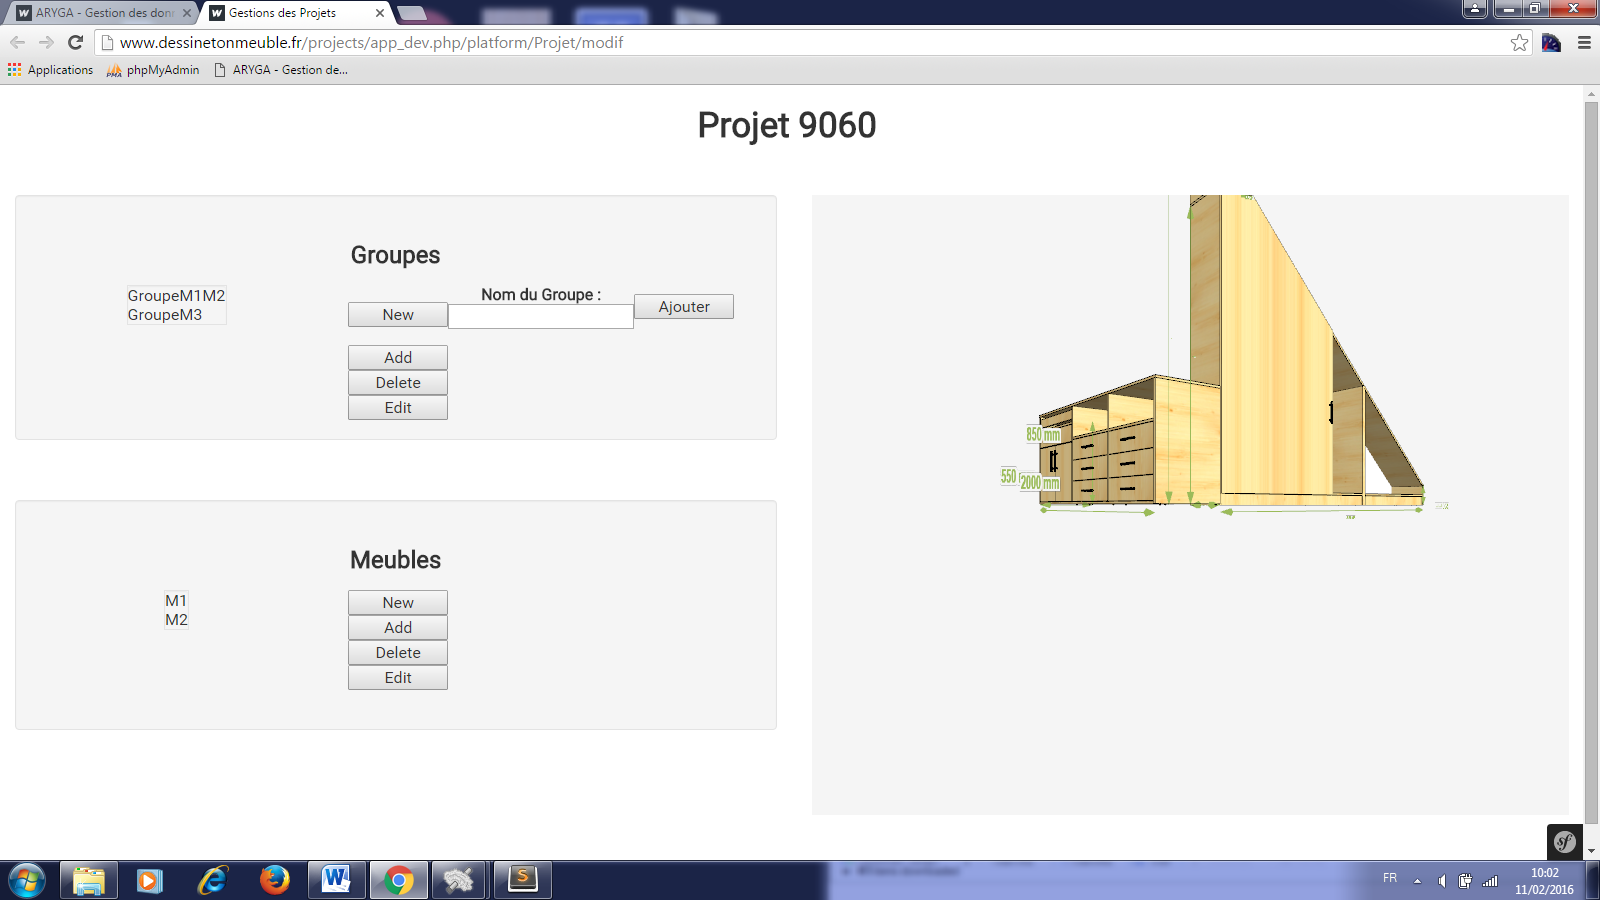 ARYGA - Gestion des don
Gestions des Projets
www.dessinetonmeuble.fr/projects/app_dev.php/platform/Projet/modif
Applications
phpMyAdmin
ARYGA - Gestion de...
Projet 9060
Groupes
GroupeM1M2
GroupeM3
Nom du Groupe :
New
Ajouter
Add
Delete
Edit
850 mm
550
2000 mm
Meubles
M1
M2
New
Add
Delete
Edit
sf
FR
10:02
11/02/2016